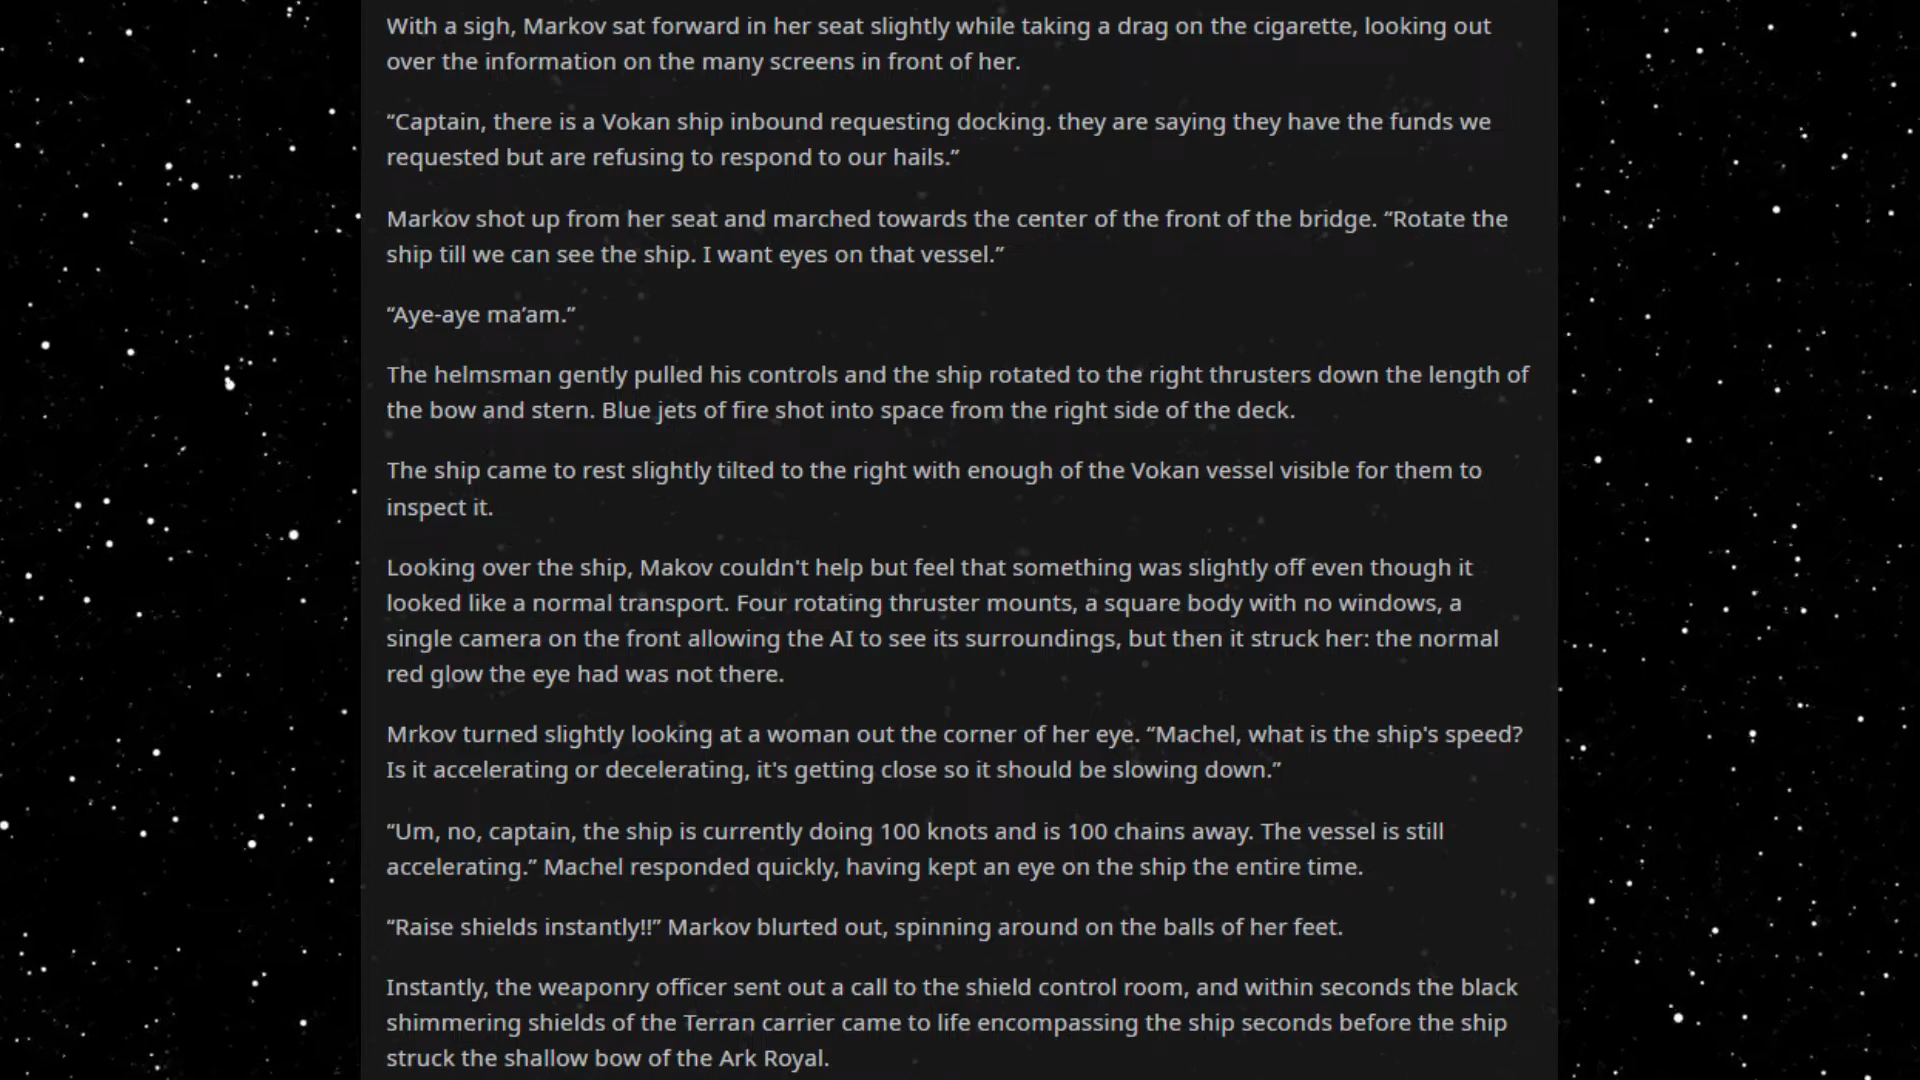 With a sigh, Markov sat forward in her seat slightly while taking a drag on the cigarette, looking out
over the information on the many screens in front of her.
“Captain, there is a Vokan ship inbound requesting docking. they are saying they have the funds we
requested but are refusing to respond to our hails.”
Markov shot up from her seat and marched towards the center of the front of the bridge. “Rotate the
ship till we can see the ship. I want eyes on that vessel.”
“Aye-aye ma’am.”
The helmsman gently pulled his controls and the ship rotated to the right thrusters down the length of
the bow and stern. Blue jets of fire shot into space from the right side of the deck.
The ship came to rest slightly tilted to the right with enough of the Vokan vessel visible for them to
inspect it.
Looking over the ship, Makov couldn't help but feel that something was slightly off even though it
looked like a normal transport. Four rotating thruster mounts, a square body with no windows, a
single camera on the front allowing the AI to see its surroundings, but then it struck her: the normal
red glow the eye had was not there.
Mrkov turned slightly looking at a woman out the corner of her eye. “Machel, what is the ship's speed?
Is it accelerating or decelerating, it's getting close so it should be slowing down.”
“Um, no, captain, the ship is currently doing 100 knots and is 100 chains away. The vessel is still
accelerating.” Machel responded quickly, having kept an eye on the ship the entire time.
“Raise shields instantly!!” Markov blurted out, spinning around on the balls of her feet.
Instantly, the weaponry officer sent out a call to the shield control room, and within seconds the black
shimmering shields of the Terran carrier came to life encompassing the ship seconds before the ship
struck the shallow bow of the Ark Royal.